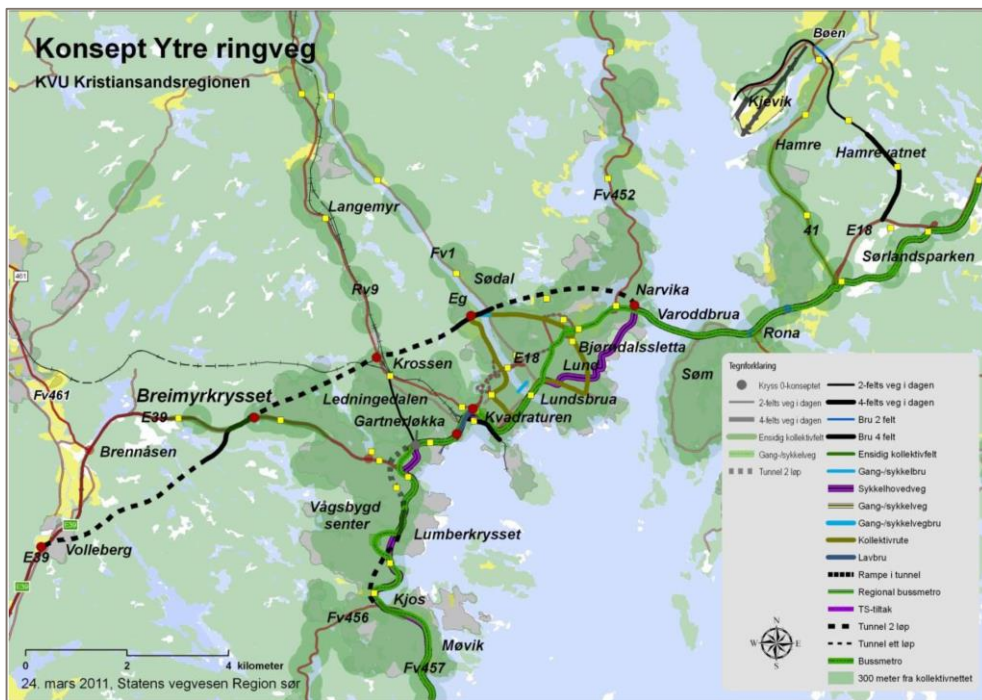 Konsept Ytre ringveg
KVU Kristiansandsregionen
Bøen
Kjevik
Hamre
Hamrevatnet
Fv452
Langemyr
41
E18
Sørlandsparken
Fv1
Sødal
Rv9
Eg
Narvika
Varoddbrua
Rona
Bjørndalssletta
E18
Lund
Søm
Krossen
Ledningedalen
Lundsbrua
Breimyrkrysset
Gartnerløkka
Kvadraturen
461
Fv461
E39
Brennåsen
Vågsbygd
senter
Lumberkrysset
E39
E39
Volleberg
E39
Kjos
Fv456
Møvik
Fv457
Tegnforklaring
Kryss 0-konseptet
2-felts veg i dagen
4-felts veg i dagen
Ensidig kollektivfelt
Gang-/sykkelveg
Tunnel 2 løp
2-felts veg i dagen
4-felts veg i dagen
Bru 2 felt
Bru 4 felt
Ensidig kollektivfelt
Gang-/sykkelbru
Sykkelhovedveg
Gang-/sykkelveg
Gang-/sykkelvegbru
Kollektivrute
Lavbru
Rampe i tunnel
Regional bussmetro
TS-tiltak
Tunnel 2 løp
Tunnel ett løp
Bussmetro
300 meter fra kollektivnettet
N
W
E
S
0 2 4
kilometer
24. mars 2011, Statens vegvesen Region sør